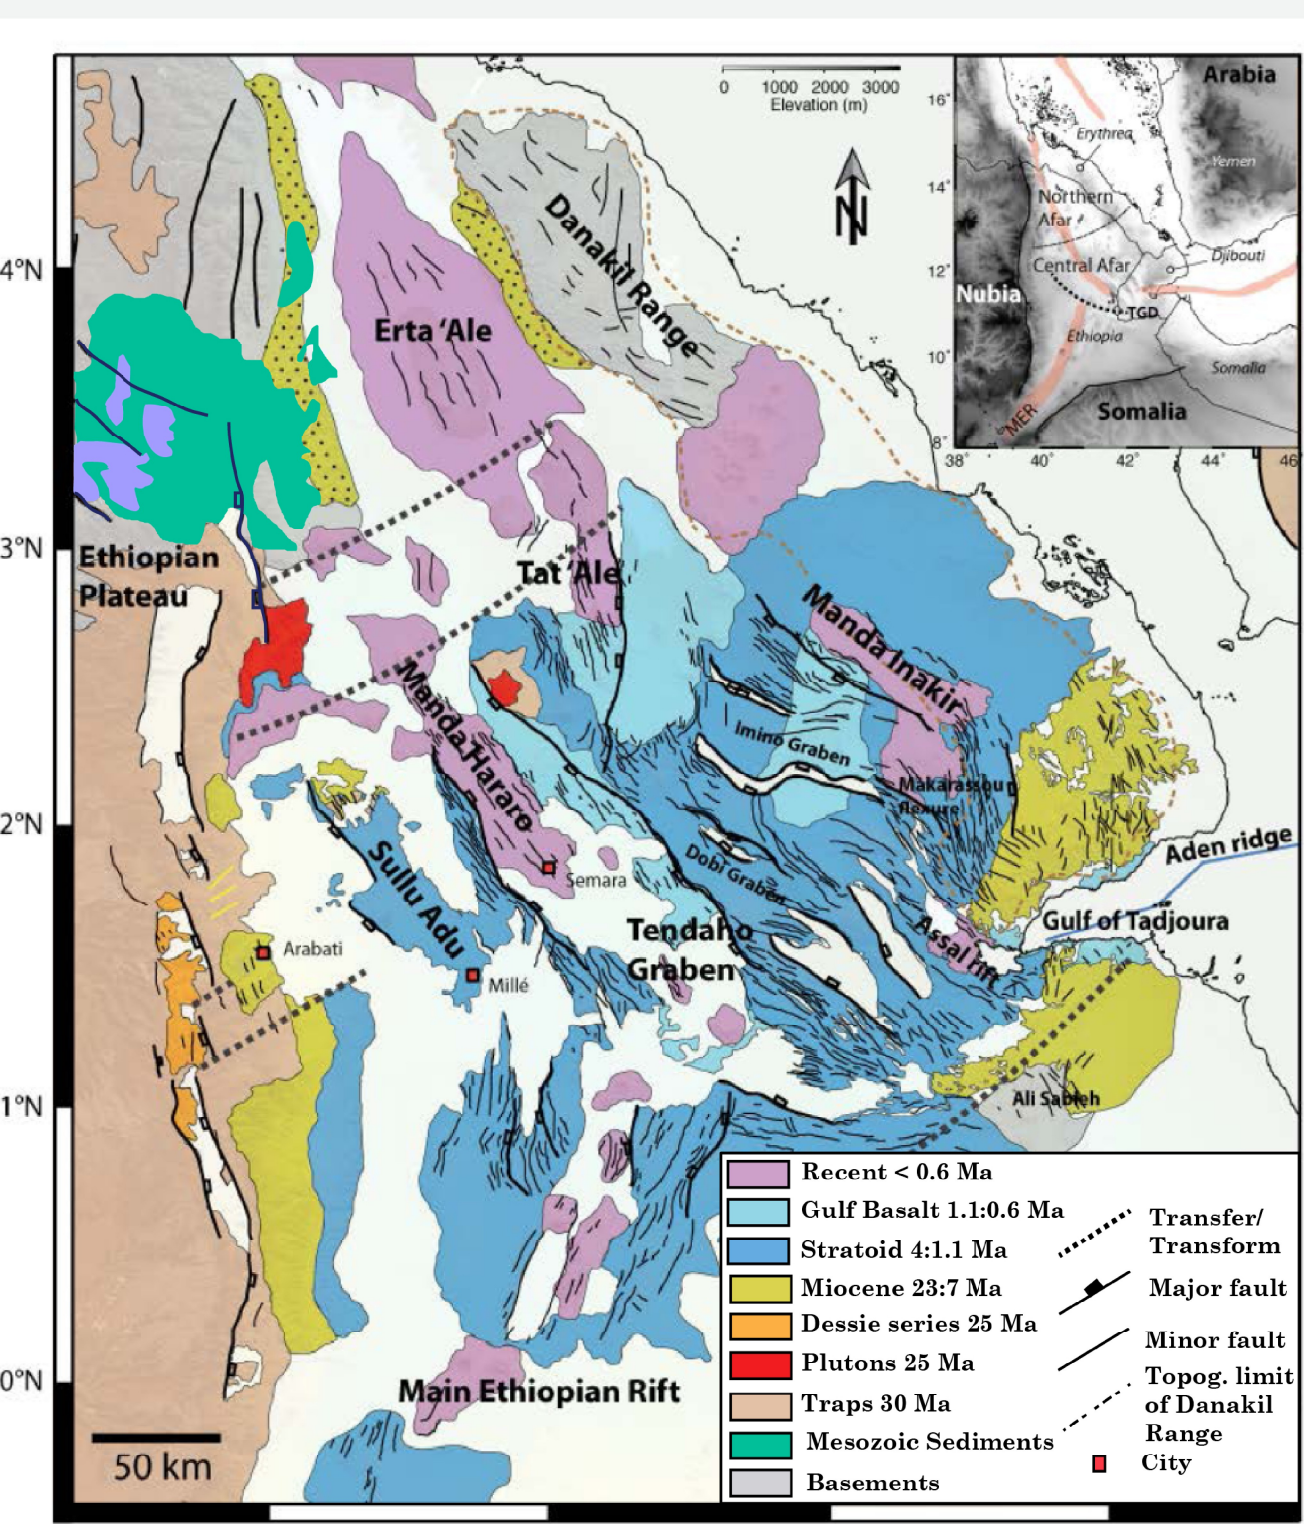 0 1000 2000 3000
Elevation (m)
N
16°
14°
12°
10°
8°
38° 40° 42° 44° 46°
Arabia
Erythrea
Yemen
Northern
Afar
Central Afar
Djibouti
Nubia
TGD
Ethiopia
Somalia
MER
Somalia
4°N
3°N
2°N
1°N
0°N
Danakil Range
Erta 'Ale
Ethiopian
Plateau
Tat 'Ale
Manda Inakir
Manda Hararo
Imino Graben
Makarassou
flexure
Sullu Adu
Semara
Dobi Graben
Aden ridge
Gulf of Tadjoura
Assal rift
Tendaho
Graben
Arabati
Millé
Ali Sabieh
Main Ethiopian Rift
50 km
Recent < 0.6 Ma
Gulf Basalt 1.1:0.6 Ma
Stratoid 4:1.1 Ma
Miocene 23:7 Ma
Dessie series 25 Ma
Plutons 25 Ma
Traps 30 Ma
Mesozoic Sediments
Basements
Transfer/
Transform
Major fault
Minor fault
Topog. limit
of Danakil
Range
City